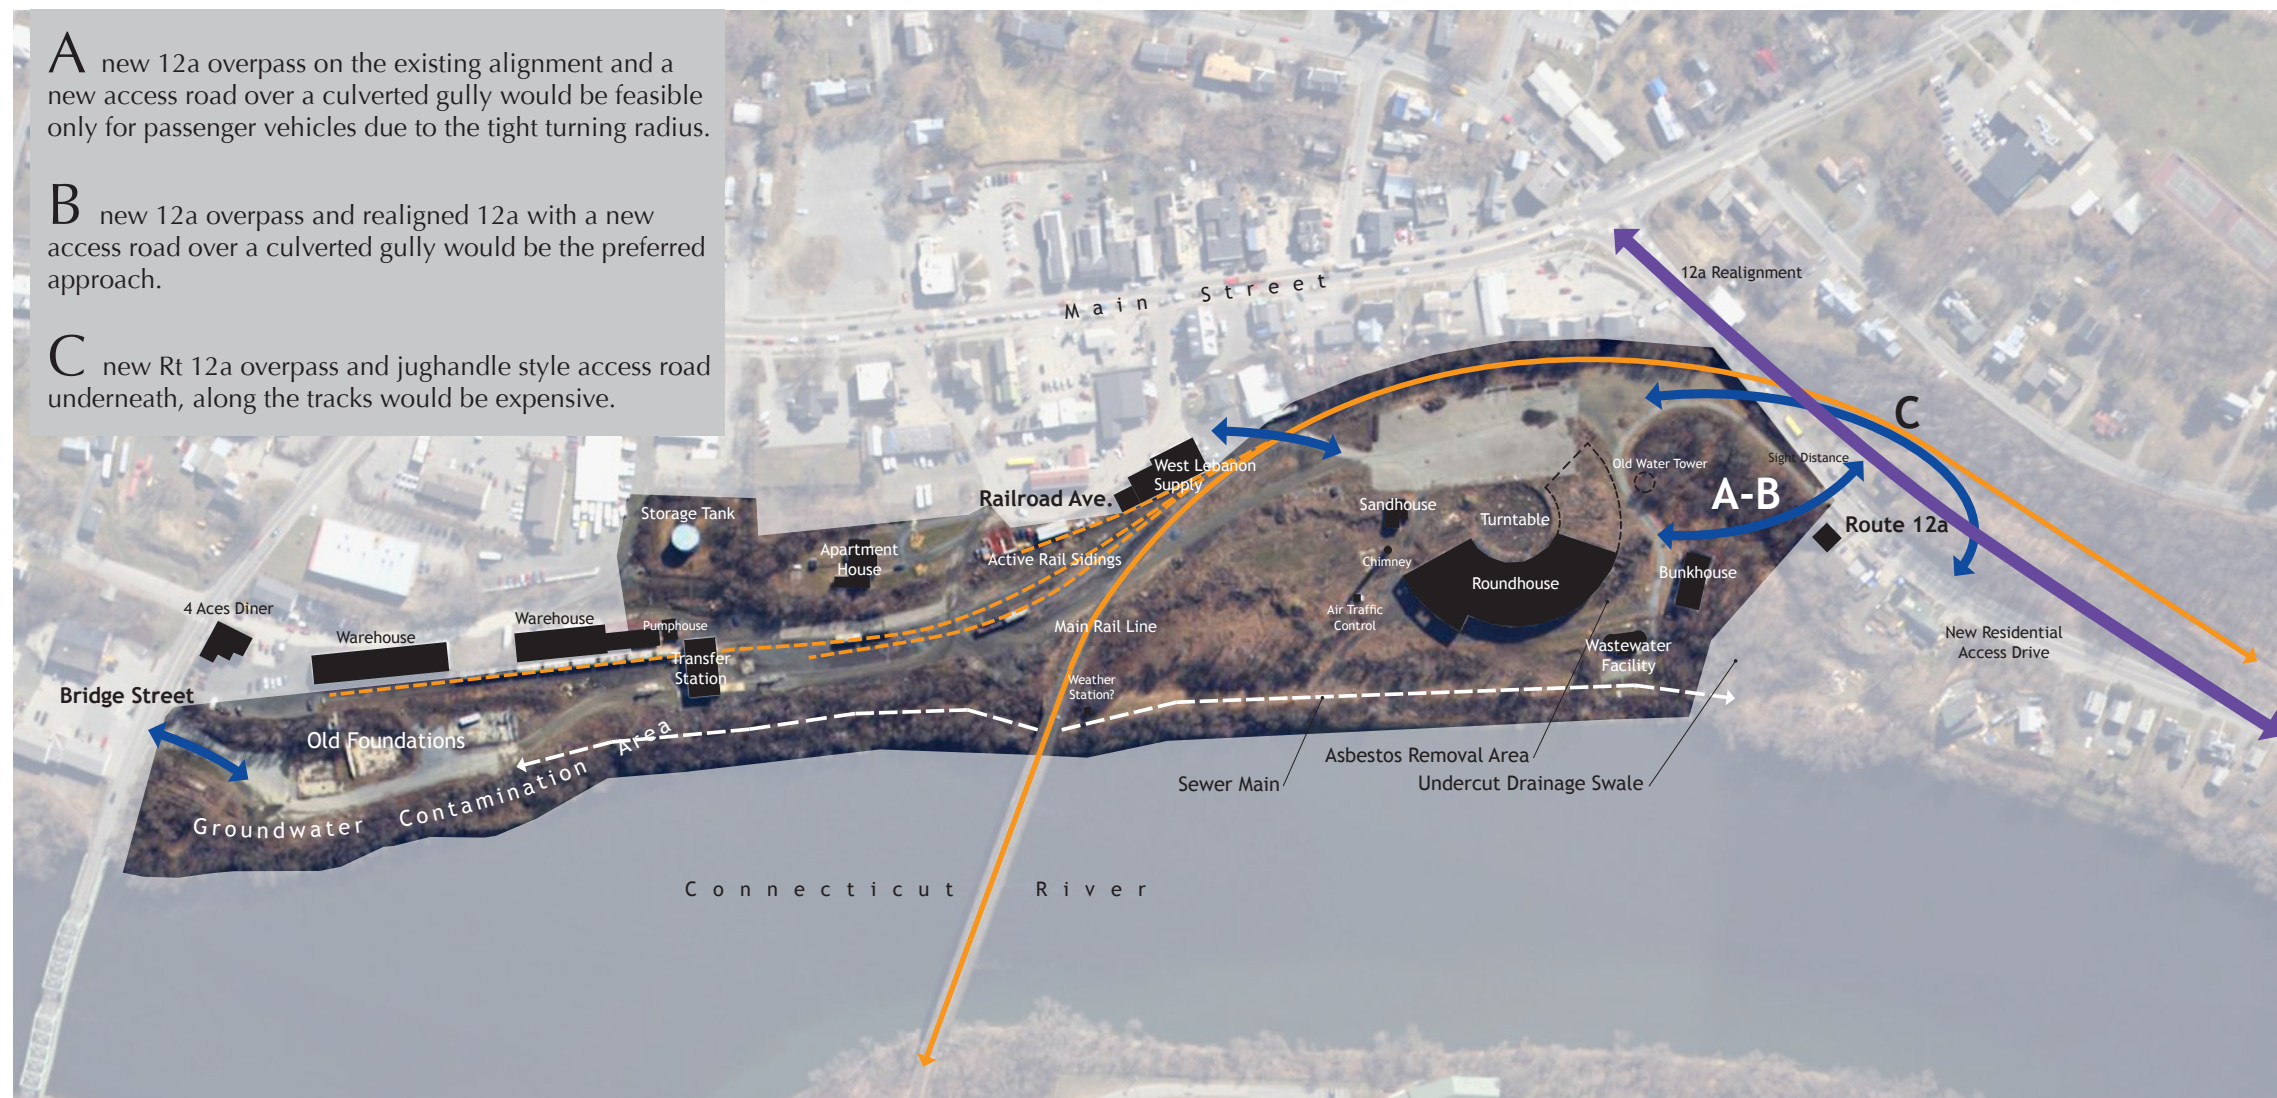 A new 12a overpass on the existing alignment and a
new access road over a culverted gully would be feasible
only for passenger vehicles due to the tight turning radius.
B new 12a overpass and realigned 12a with a new
access road over a culverted gully would be the preferred
approach.
C new Rt 12a overpass and jughandle style access road
underneath, along the tracks would be expensive.
Main Street
12a Realignment
C
Sight Distance
Old Water Tower
A-B
Route 12a
West Lebanon
Supply
Railroad Ave.
Storage Tank
Sandhouse
Turntable
Apartment
House
Active Rail Sidings
Chimney
Roundhouse
Bunkhouse
4 Aces Diner
Warehouse
Warehouse
Pumphouse
Air Traffic
Control
Main Rail Line
New Residential
Access Drive
Transfer
Station
Wastewater
Facility
Weather
Station?
Bridge Street
Old Foundations
Groundwater Contamination Area
Asbestos Removal Area
Sewer Main
Undercut Drainage Swale
Connecticut River